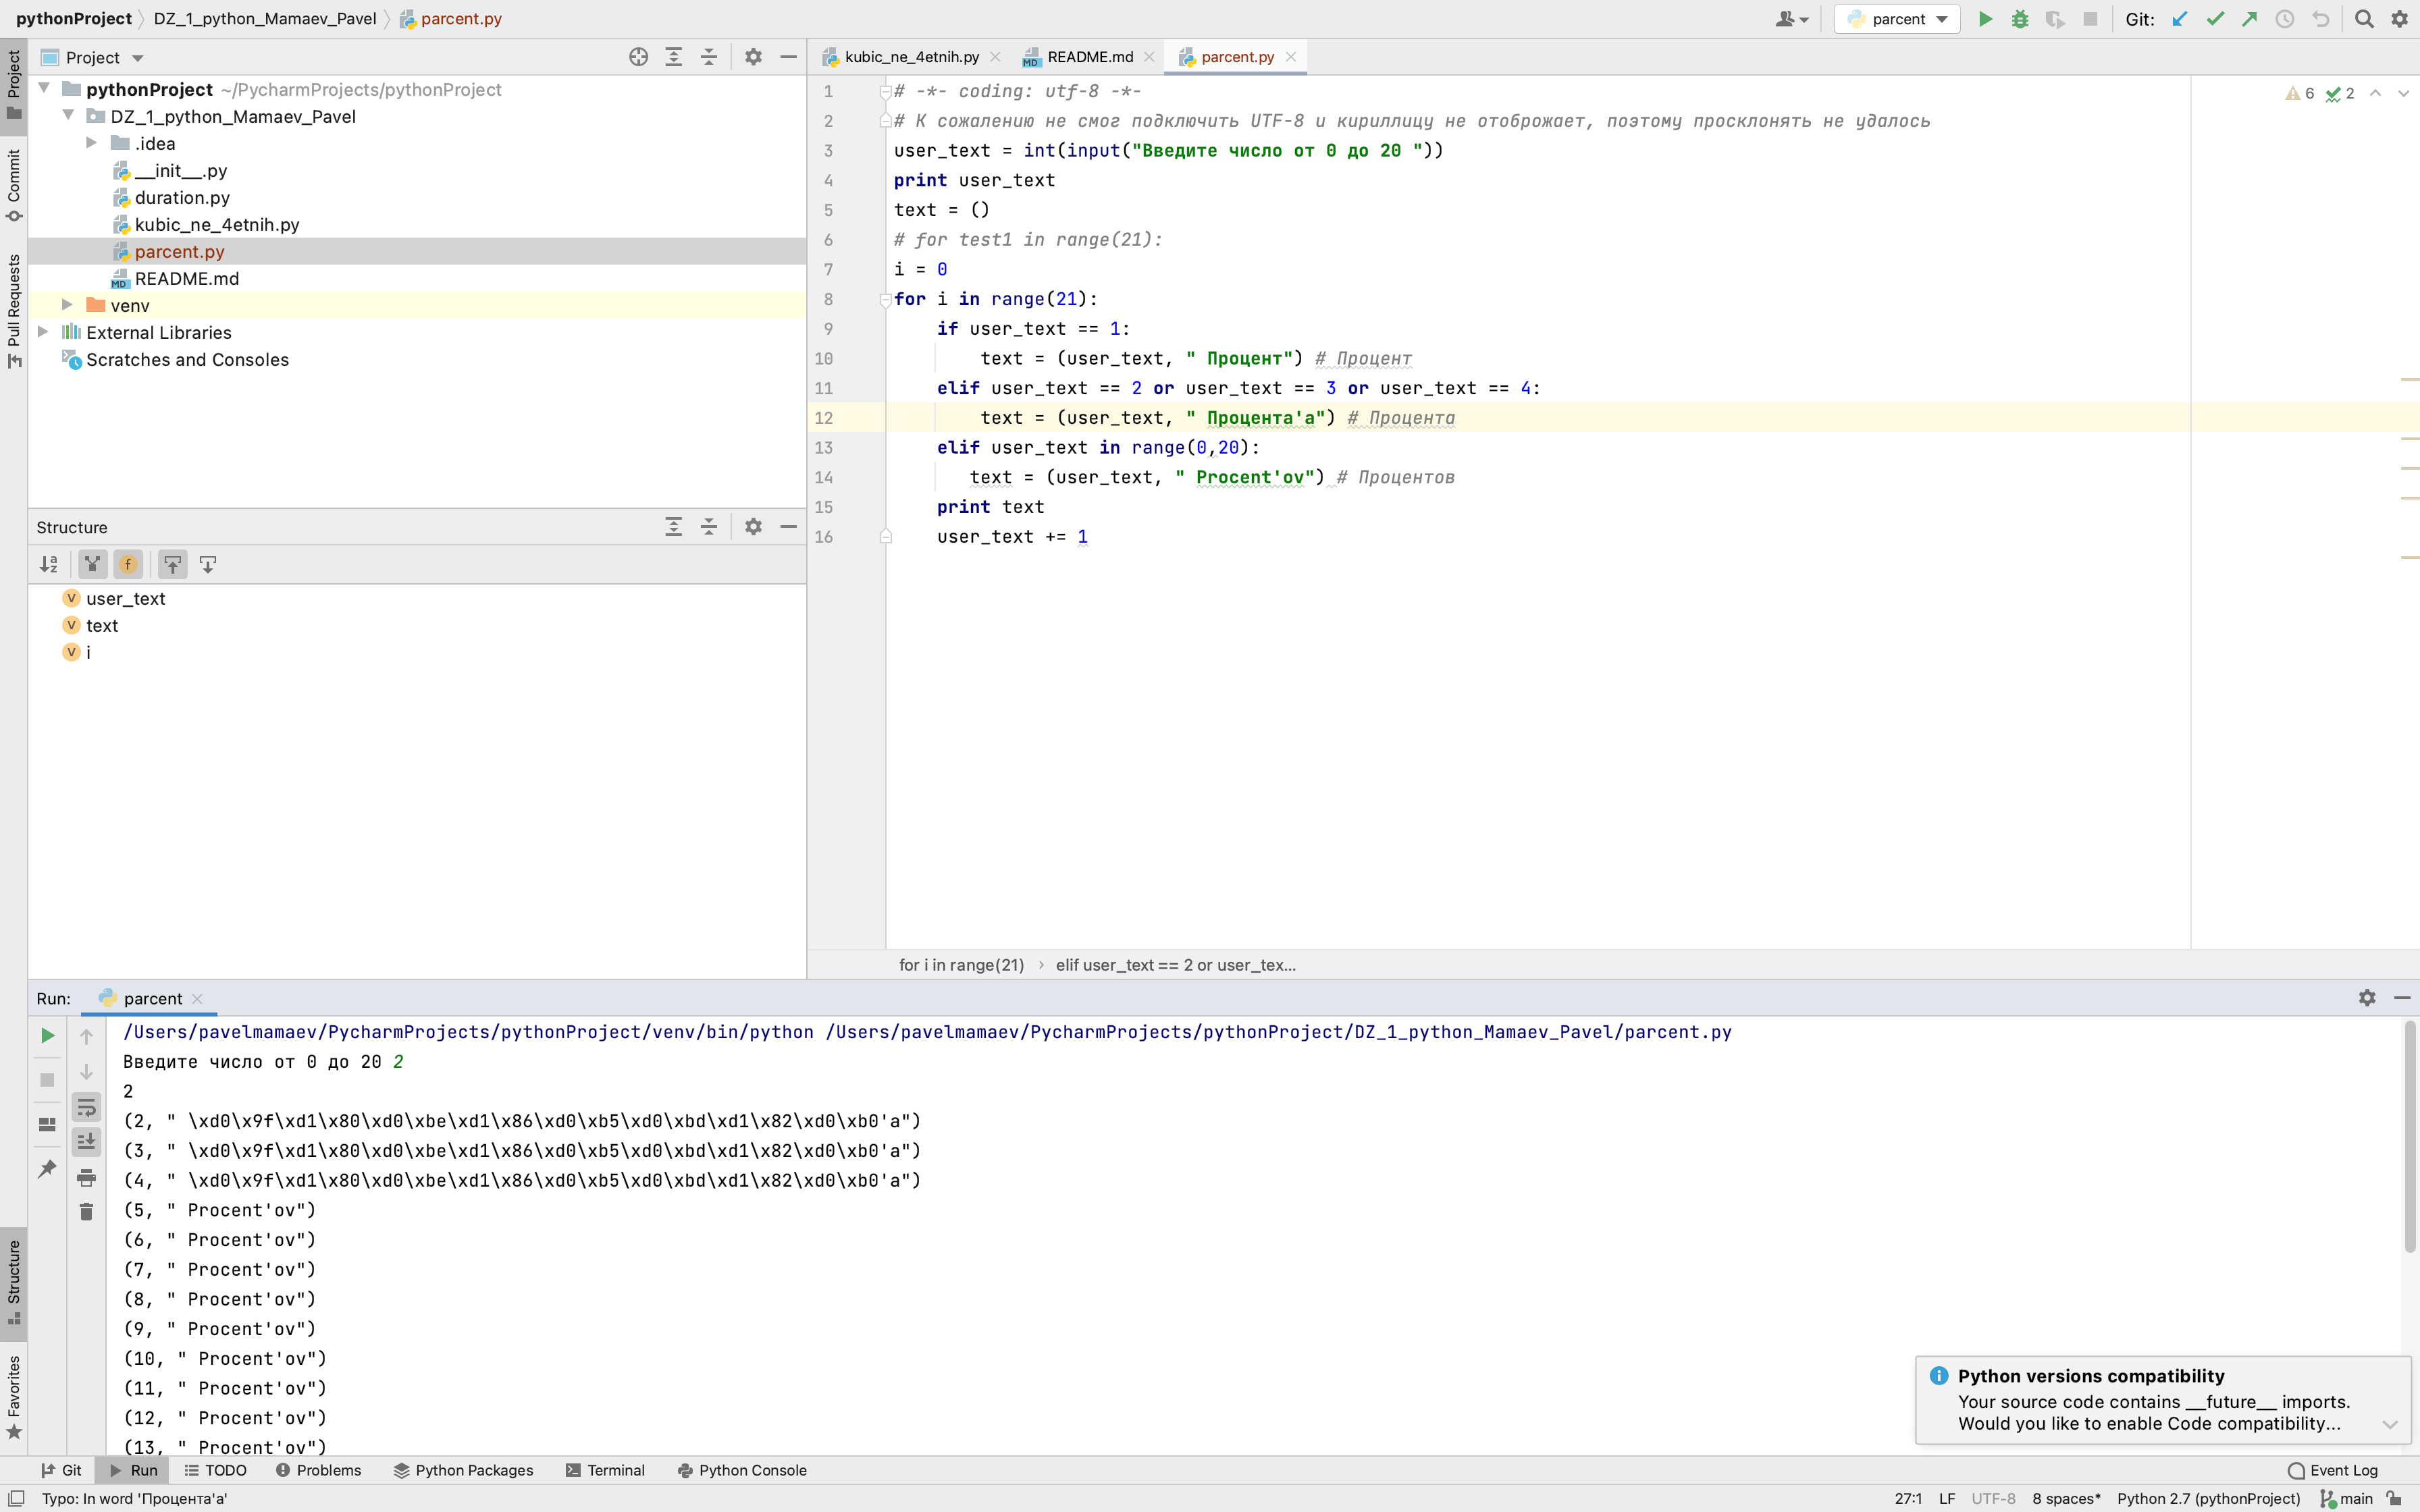 pythonProject DZ_1_python_Mamaev_Pavel parcent.py
parcent Git:
Project
kubic_ne_4etnih.py README.md parcent.py
Project
Commit
Pull Requests
pythonProject ~/PycharmProjects/pythonProject
DZ_1_python_Mamaev_Pavel
.idea
__init__.py
duration.py
kubic_ne_4etnih.py
parcent.py
README.md
venv
External Libraries
Scratches and Consoles
Structure
user_text
text
i
6 2
1 # -*- coding: utf-8 -*-
2 # К сожалению не смог подключить UTF-8 и кириллицу не отоброжает, поэтому просклонять не удалось
3 user_text = int(input("Введите число от 0 до 20 "))
4 print user_text
5 text = ()
6 # for test1 in range(21):
7 i = 0
8 for i in range(21):
9 if user_text == 1:
10 text = (user_text, " Процент") # Процент
11 elif user_text == 2 or user_text == 3 or user_text == 4:
12 text = (user_text, " Процента'а") # Процента
13 elif user_text in range(0,20):
14 text = (user_text, " Procent'ov") # Процентов
15 print text
16 user_text += 1
for i in range(21) › elif user_text == 2 or user_tex...
Run: parcent
/Users/pavelmamaev/PycharmProjects/pythonProject/venv/bin/python /Users/pavelmamaev/PycharmProjects/pythonProject/DZ_1_python_Mamaev_Pavel/parcent.py
Введите число от 0 до 20 2
2
(2, " \xd0\x9f\xd1\x80\xd0\xbe\xd1\x86\xd0\xb5\xd0\xbd\xd1\x82\xd0\xb0'a")
(3, " \xd0\x9f\xd1\x80\xd0\xbe\xd1\x86\xd0\xb5\xd0\xbd\xd1\x82\xd0\xb0'a")
(4, " \xd0\x9f\xd1\x80\xd0\xbe\xd1\x86\xd0\xb5\xd0\xbd\xd1\x82\xd0\xb0'a")
(5, " Procent'ov")
(6, " Procent'ov")
(7, " Procent'ov")
(8, " Procent'ov")
(9, " Procent'ov")
(10, " Procent'ov")
(11, " Procent'ov")
(12, " Procent'ov")
(13, " Procent'ov")
Structure
Favorites
Python versions compatibility
Your source code contains __future__ imports.
Would you like to enable Code compatibility...
Git Run TODO Problems Python Packages Terminal Python Console Event Log
Typo: In word 'Процента'а' 27:1 LF UTF-8 8 spaces* Python 2.7 (pythonProject) main